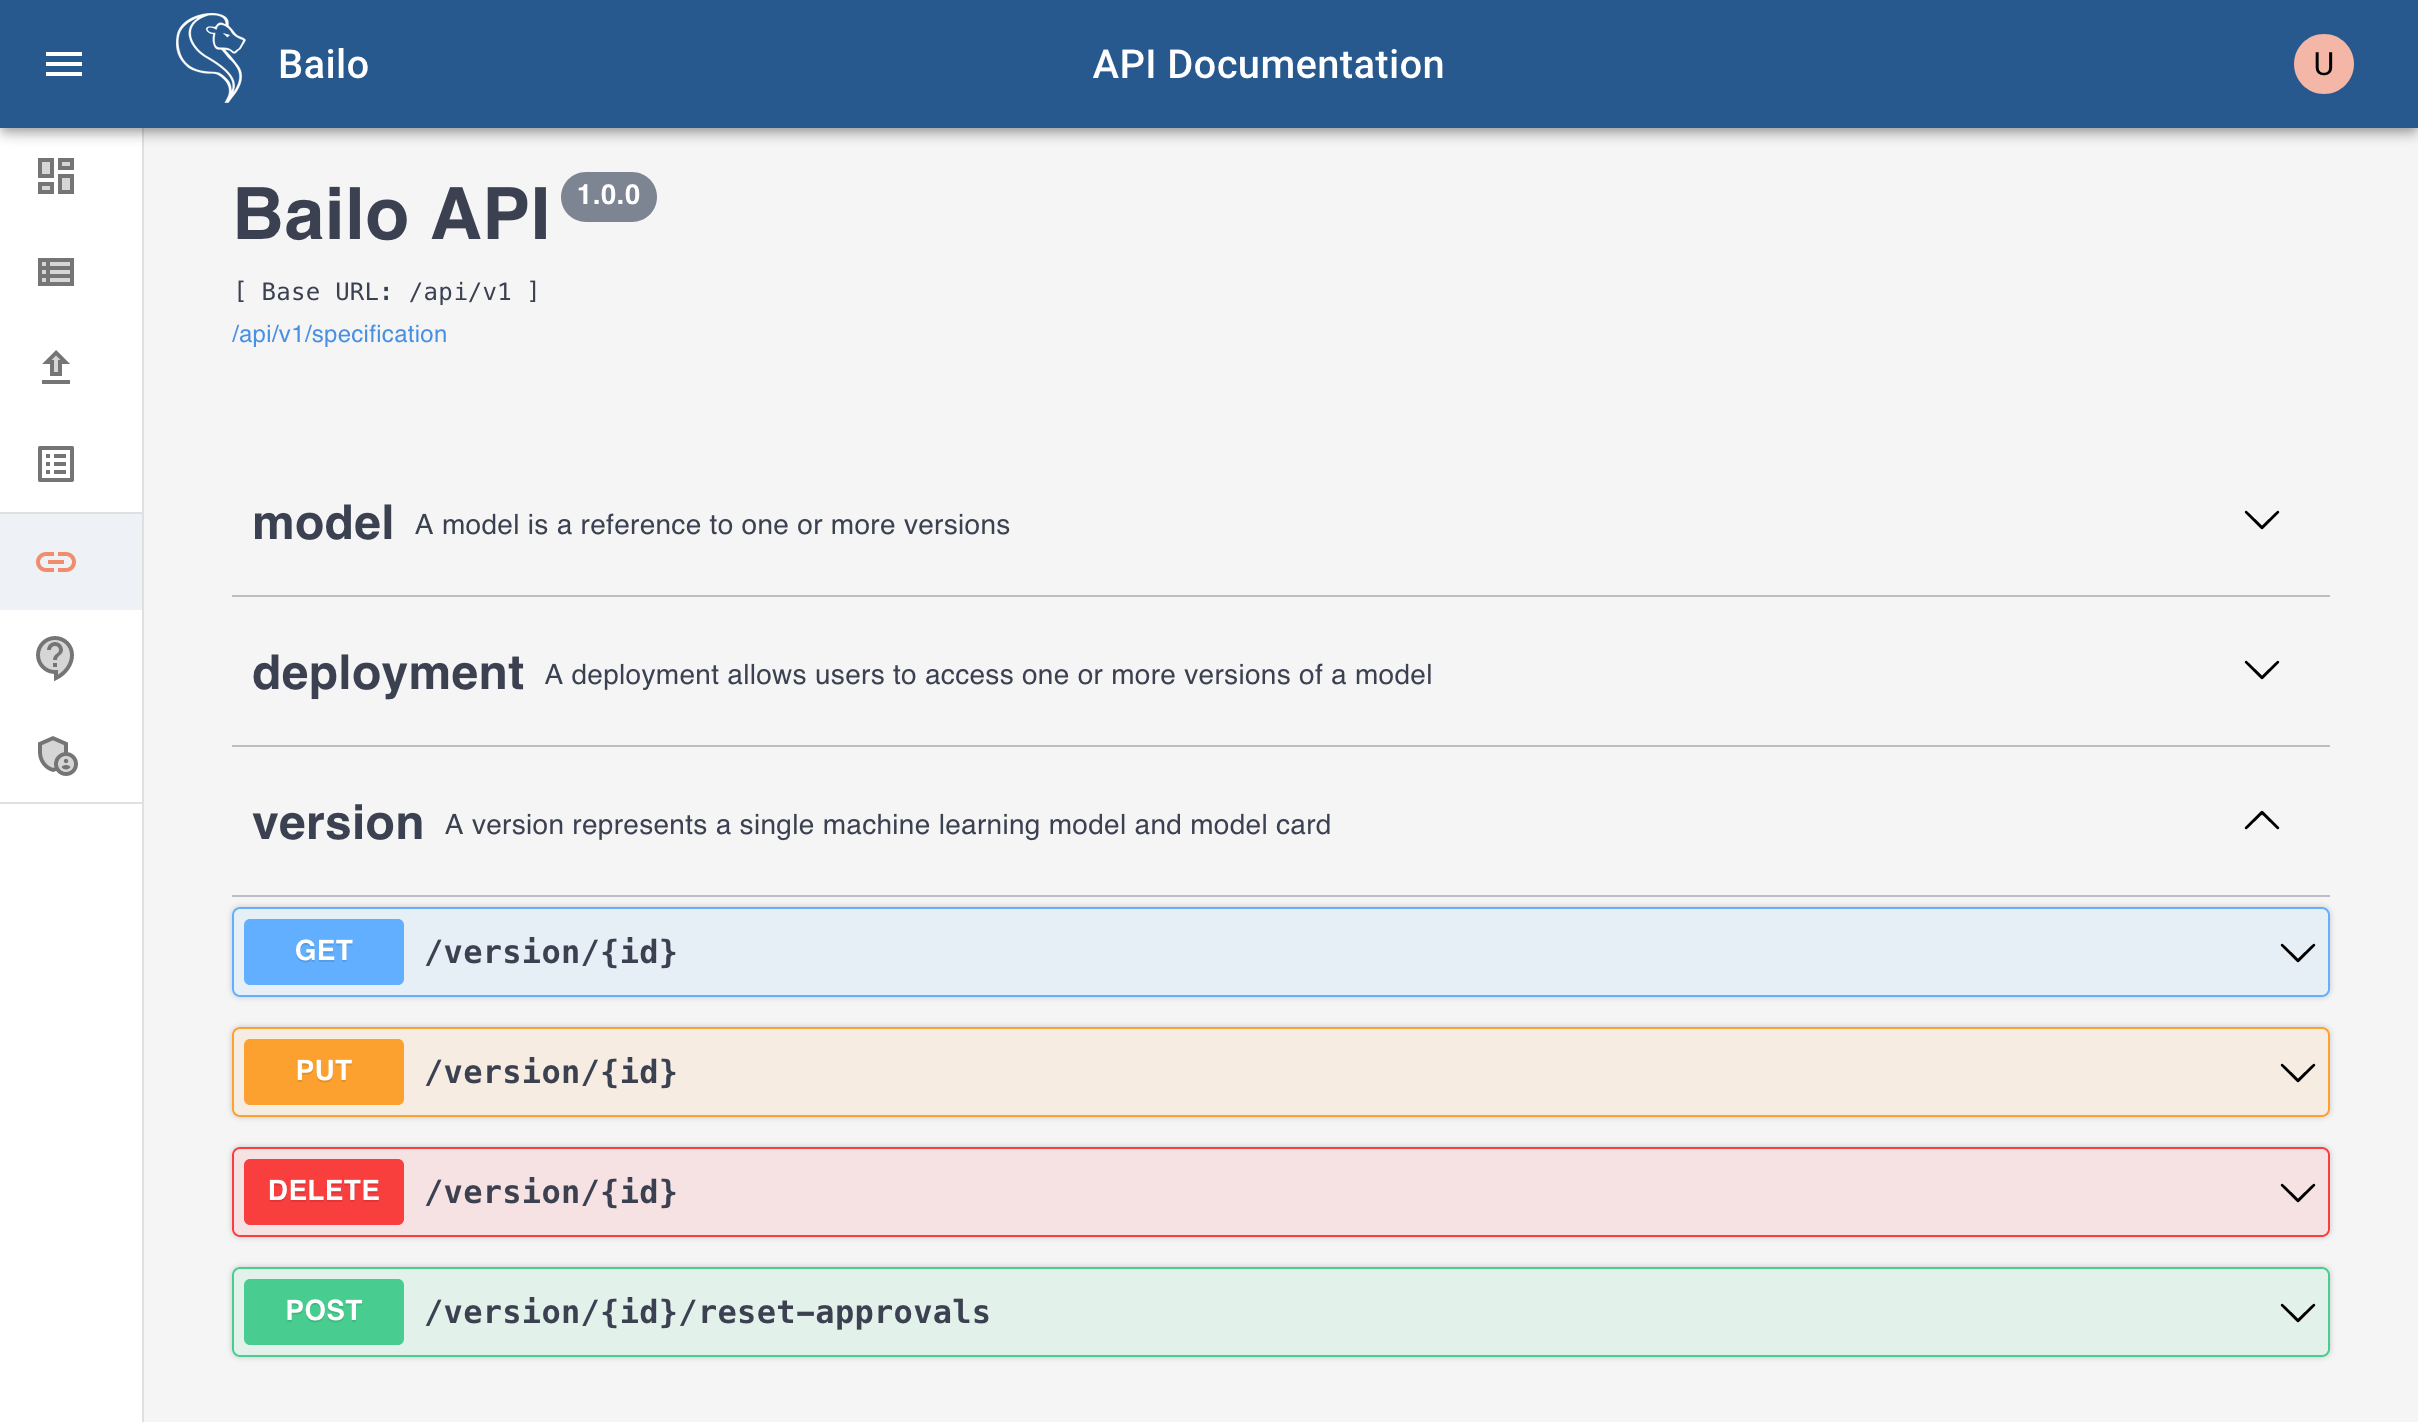 Bailo
API Documentation
U
Bailo API 1.0.0
[ Base URL: /api/v1 ]
/api/v1/specification
model A model is a reference to one or more versions
deployment A deployment allows users to access one or more versions of a model
version A version represents a single machine learning model and model card
GET /version/{id}
PUT /version/{id}
DELETE /version/{id}
POST /version/{id}/reset-approvals